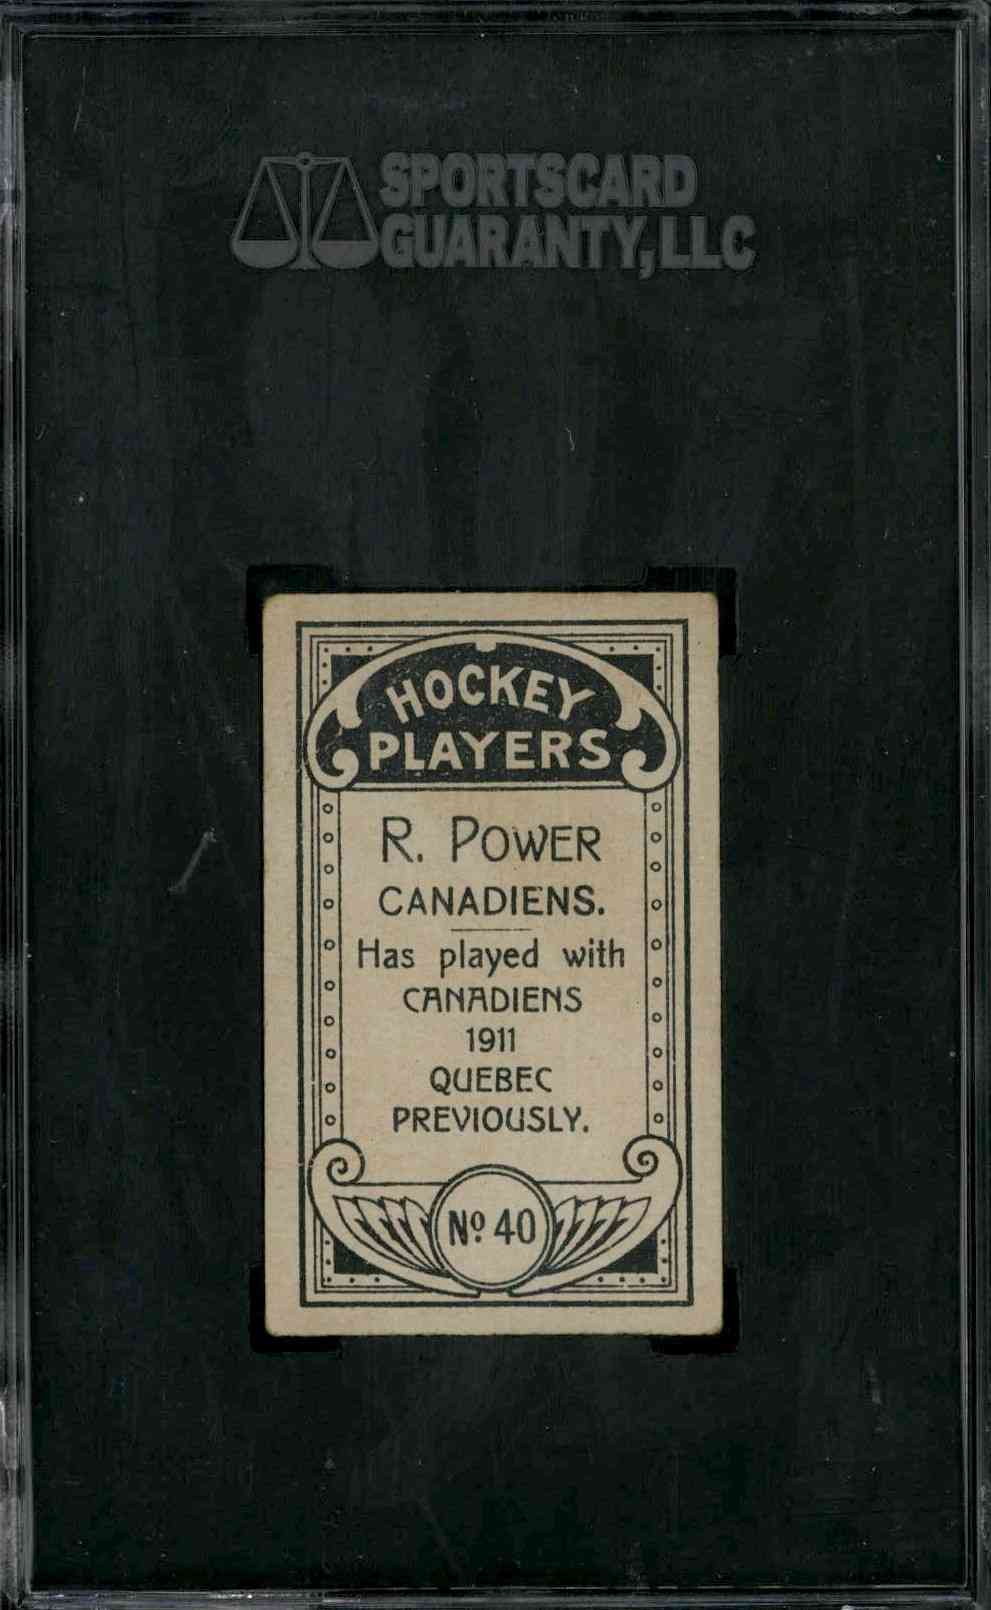 SPORTSCARD
GUARANTY, LLC
HOCKEY
PLAYERS
R. POWER
CANADIENS.
Has played with
CANADIENS
1911
QUEBEC
PREVIOUSLY.
Nº 40